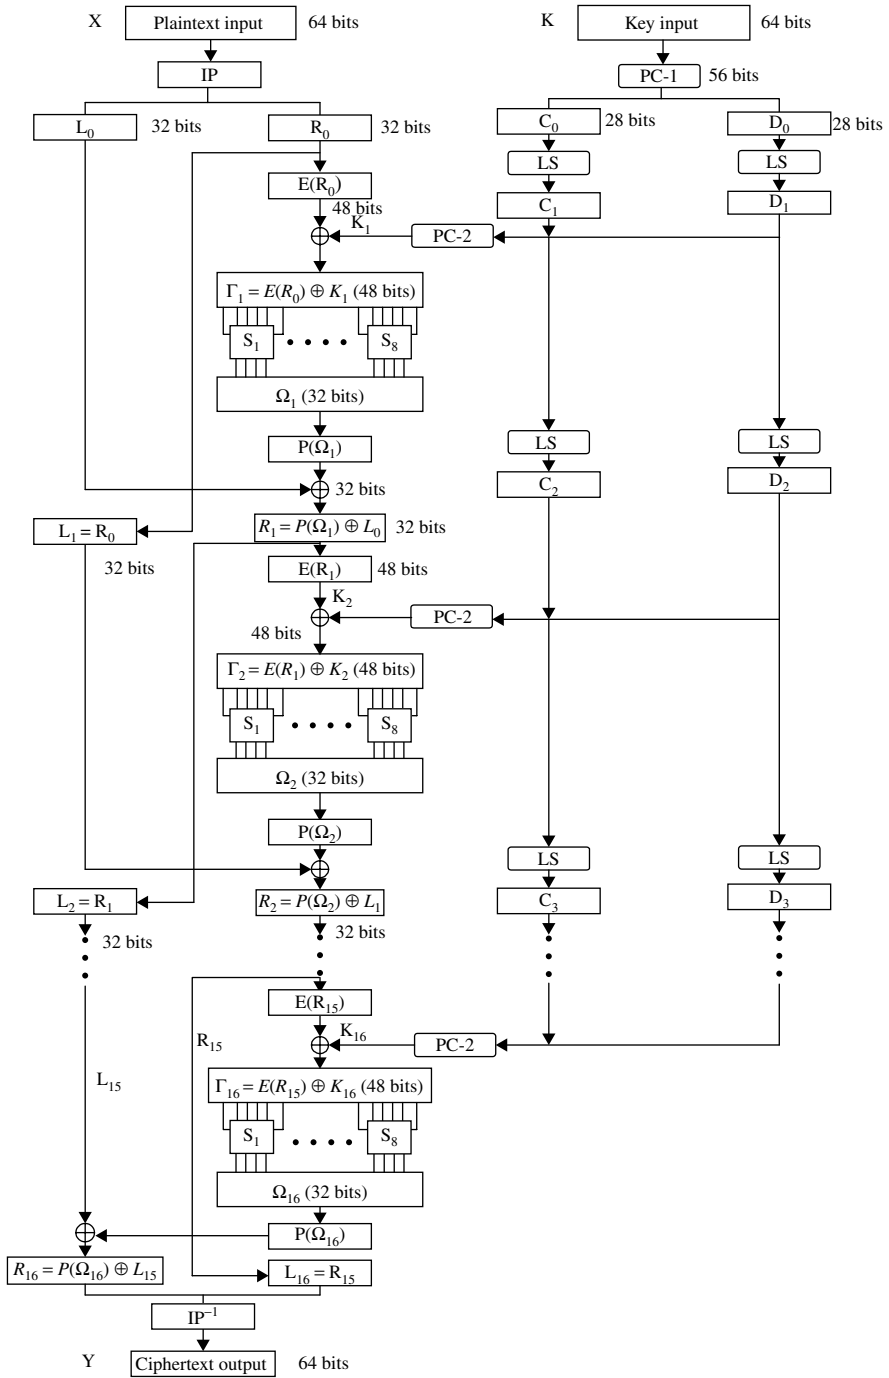 X Plaintext input 64 bits K Key input 64 bits
IP PC-1 56 bits
L₀ 32 bits R₀ 32 bits C₀ 28 bits D₀ 28 bits
LS LS
E(R₀) C₁ D₁
48 bits
K₁ PC-2
Γ₁ = E(R₀) ⊕ K₁ (48 bits)
S₁ S₈
Ω₁ (32 bits)
P(Ω₁) LS LS
32 bits C₂ D₂
L₁ = R₀ R₁ = P(Ω₁) ⊕ L₀ 32 bits
32 bits E(R₁) 48 bits
K₂ PC-2
48 bits
Γ₂ = E(R₁) ⊕ K₂ (48 bits)
S₁ S₈
Ω₂ (32 bits)
P(Ω₂)
LS LS
L₂ = R₁ R₂ = P(Ω₂) ⊕ L₁ C₃ D₃
32 bits 32 bits
E(R₁₅)
R₁₅ K₁₆ PC-2
L₁₅ Γ₁₆ = E(R₁₅) ⊕ K₁₆ (48 bits)
S₁ S₈
Ω₁₆ (32 bits)
P(Ω₁₆)
R₁₆ = P(Ω₁₆) ⊕ L₁₅ L₁₆ = R₁₅
IP⁻¹
Y Ciphertext output 64 bits